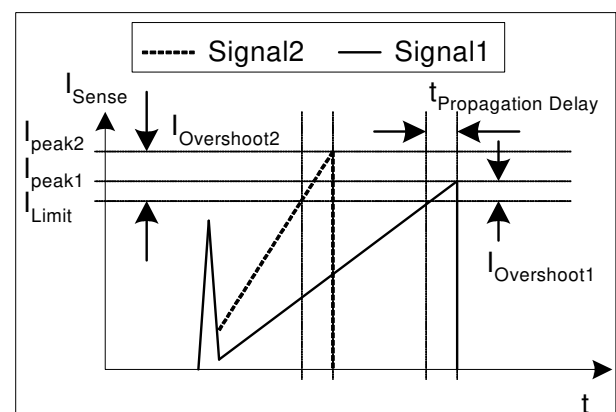 Signal2 Signal1
I_Sense
t_Propagation Delay
I_peak2
I_Overshoot2
I_peak1
I_Limit
I_Overshoot1
t